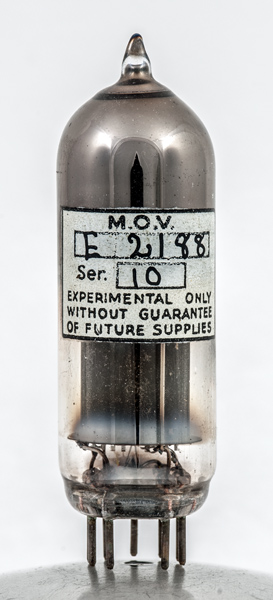 M.O.V.
E 2188
Ser. 10
EXPERIMENTAL ONLY
WITHOUT GUARANTEE
OF FUTURE SUPPLIES